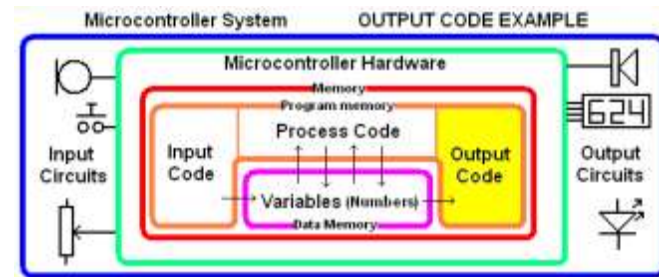 Microcontroller System OUTPUT CODE EXAMPLE
Microcontroller Hardware
Memory
Program memory
Process Code
624
Input Code
Output Code
Input Circuits
Output Circuits
Variables (Numbers)
Data Memory